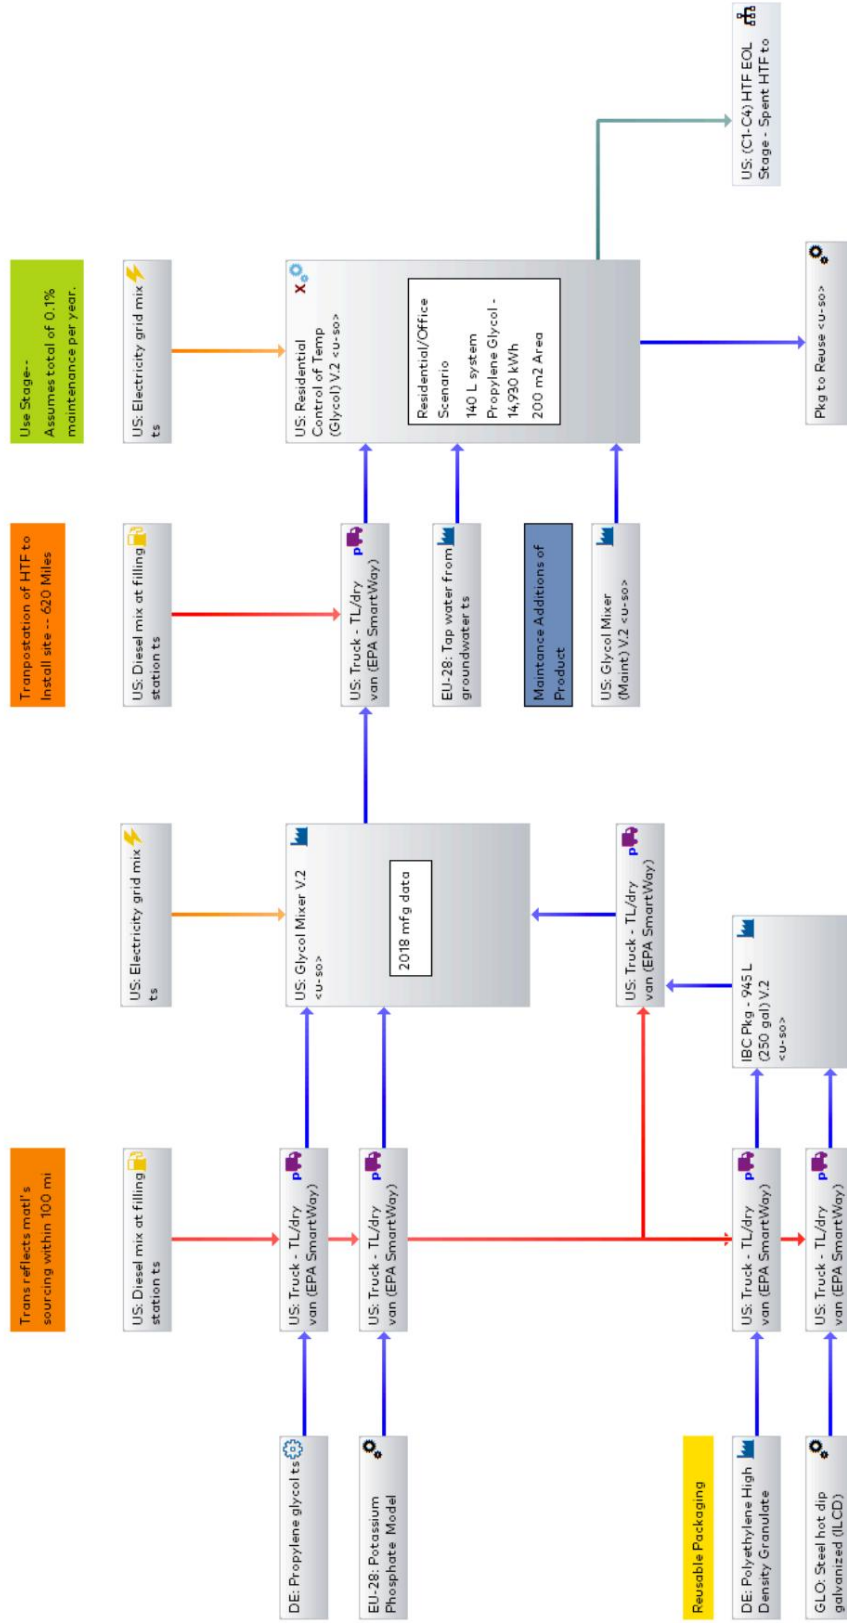 Trans reflects matl's
sourcing within 100 mi
Tranpostation of HTF to
Install site -- 620 Miles
Use Stage--
Assumes total of 0.1%
maintenance per year.
US: Diesel mix at filling
station ts
US: Electricity grid mix
ts
US: Diesel mix at filling
station ts
US: Electricity grid mix
ts
DE: Propylene glycol ts
US: Truck - TL/dry
van (EPA SmartWay)
p
US: Glycol Mixer V.2
<u-so>
2018 mfg data
US: Truck - TL/dry
van (EPA SmartWay)
p
US: Residential
Control of Temp
(Glycol) V.2 <u-so>
X
Residential/Office
Scenario
140 L system
Propylene Glycol -
14,930 kWh
200 m2 Area
EU-28: Potassium
Phosphate Model
US: Truck - TL/dry
van (EPA SmartWay)
p
EU-28: Tap water from
groundwater ts
Maintance Additions of
Product
US: Glycol Mixer
(Maint) V.2 <u-so>
US: Truck - TL/dry
van (EPA SmartWay)
p
Reusable Packaging
DE: Polyethylene High
Density Granulate
US: Truck - TL/dry
van (EPA SmartWay)
p
IBC Pkg - 945 L
(250 gal) V.2
<u-so>
US: (C1-C4) HTF EOL
Stage - Spent HTF to
GLO: Steel hot dip
galvanized (ILCD)
US: Truck - TL/dry
van (EPA SmartWay)
p
Pkg to Reuse <u-so>